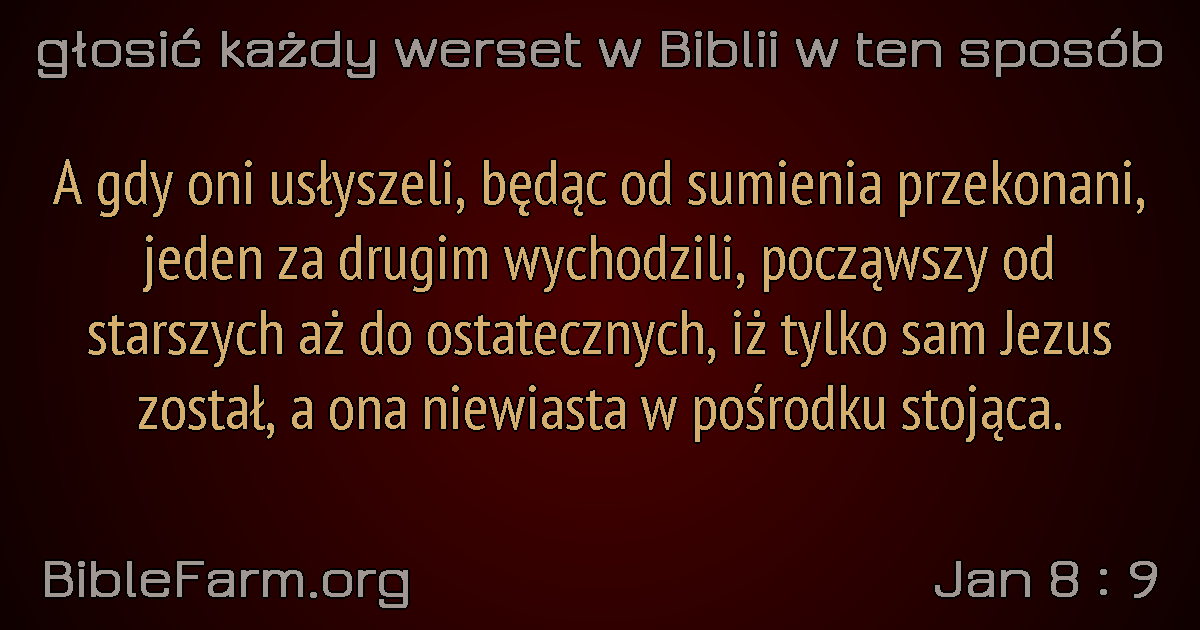 głosić każdy werset w Biblii w ten sposób
A gdy oni usłyszeli, będąc od sumienia przekonani,
jeden za drugim wychodzili, począwszy od
starszych aż do ostatecznych, iż tylko sam Jezus
został, a ona niewiasta w pośrodku stojąca.
BibleFarm.org
Jan 8 : 9